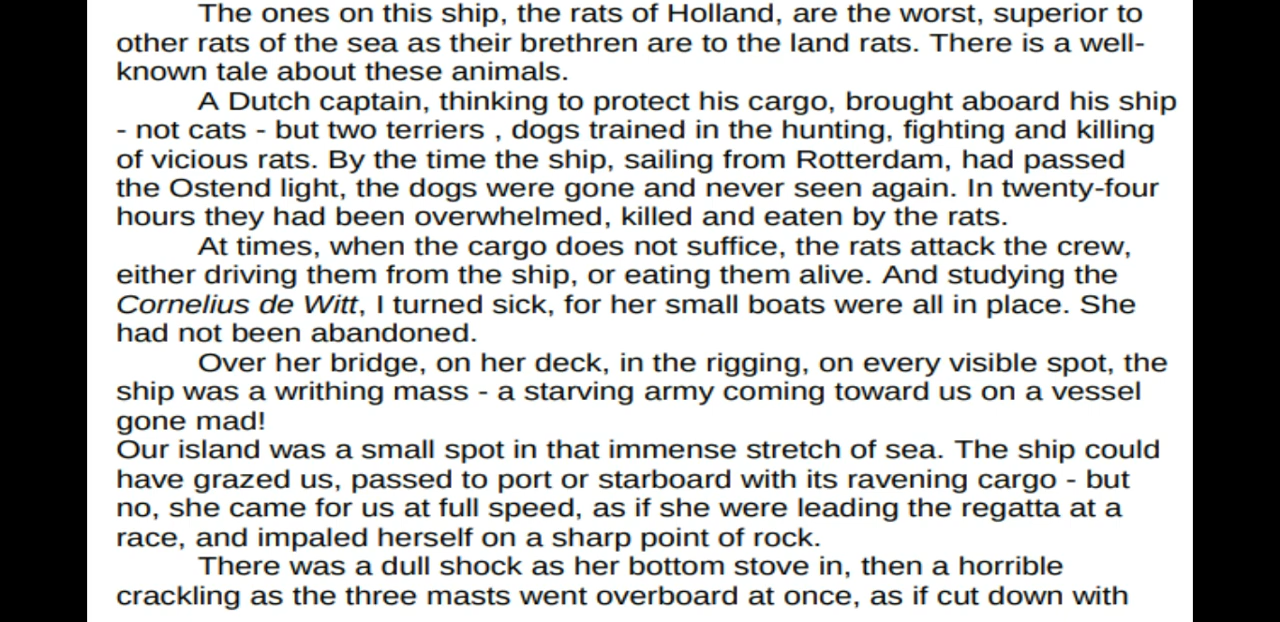 The ones on this ship, the rats of Holland, are the worst, superior to
other rats of the sea as their brethren are to the land rats. There is a well-
known tale about these animals.
A Dutch captain, thinking to protect his cargo, brought aboard his ship
- not cats - but two terriers , dogs trained in the hunting, fighting and killing
of vicious rats. By the time the ship, sailing from Rotterdam, had passed
the Ostend light, the dogs were gone and never seen again. In twenty-four
hours they had been overwhelmed, killed and eaten by the rats.
At times, when the cargo does not suffice, the rats attack the crew,
either driving them from the ship, or eating them alive. And studying the
Cornelius de Witt, I turned sick, for her small boats were all in place. She
had not been abandoned.
Over her bridge, on her deck, in the rigging, on every visible spot, the
ship was a writhing mass - a starving army coming toward us on a vessel
gone mad!
Our island was a small spot in that immense stretch of sea. The ship could
have grazed us, passed to port or starboard with its ravening cargo - but
no, she came for us at full speed, as if she were leading the regatta at a
race, and impaled herself on a sharp point of rock.
There was a dull shock as her bottom stove in, then a horrible
crackling as the three masts went overboard at once, as if cut down with